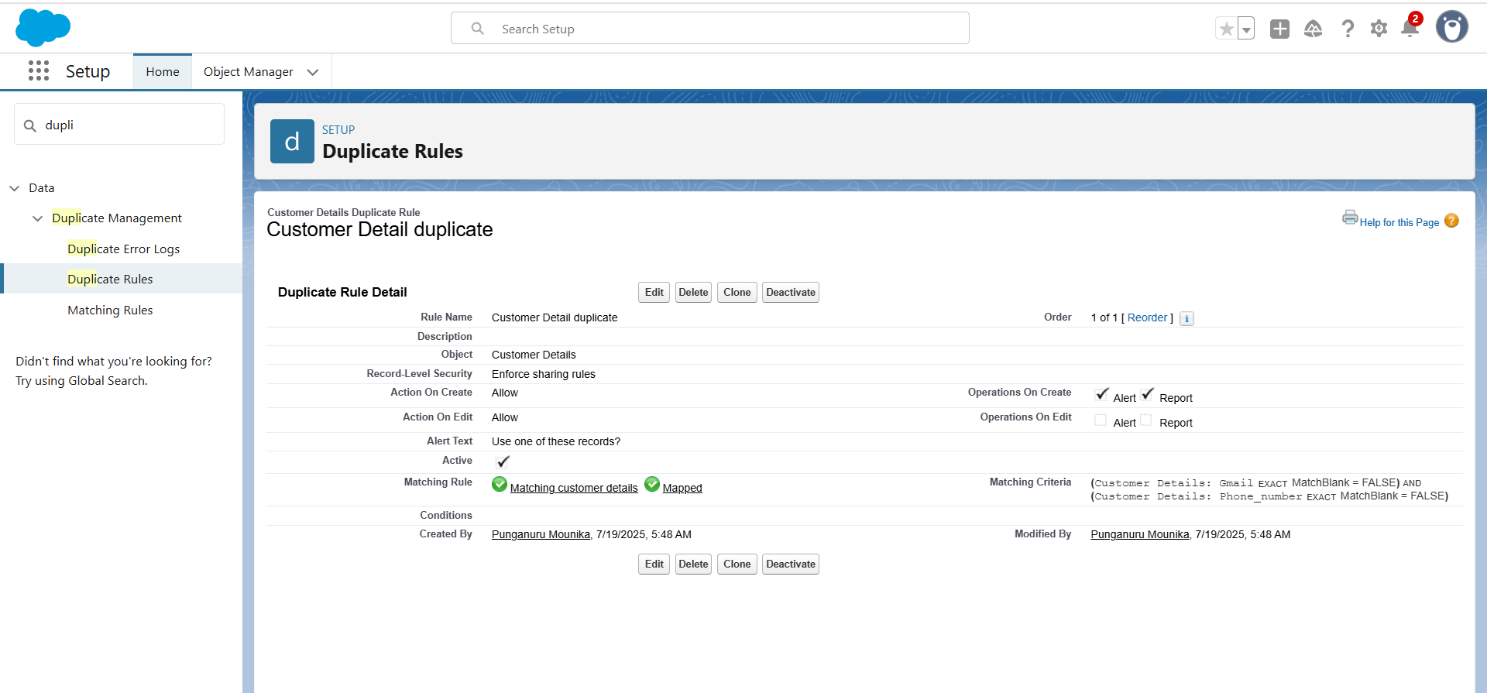 Search Setup
2
Setup
Home
Object Manager
dupli
Data
Duplicate Management
Duplicate Error Logs
Duplicate Rules
Matching Rules
Didn't find what you're looking for?
Try using Global Search.
d
SETUP
Duplicate Rules
Customer Details Duplicate Rule
Customer Detail duplicate
Help for this Page ?
Duplicate Rule Detail
Edit Delete Clone Deactivate
Rule Name Customer Detail duplicate Order 1 of 1 [ Reorder ] i
Description
Object Customer Details
Record-Level Security Enforce sharing rules
Action On Create Allow Operations On Create Alert Report
Action On Edit Allow Operations On Edit Alert Report
Alert Text Use one of these records?
Active
Matching Rule Matching customer details Mapped Matching Criteria (Customer Details: Gmail EXACT MatchBlank = FALSE) AND
(Customer Details: Phone_number EXACT MatchBlank = FALSE)
Conditions
Created By Punganuru Mounika, 7/19/2025, 5:48 AM Modified By Punganuru Mounika, 7/19/2025, 5:48 AM
Edit Delete Clone Deactivate